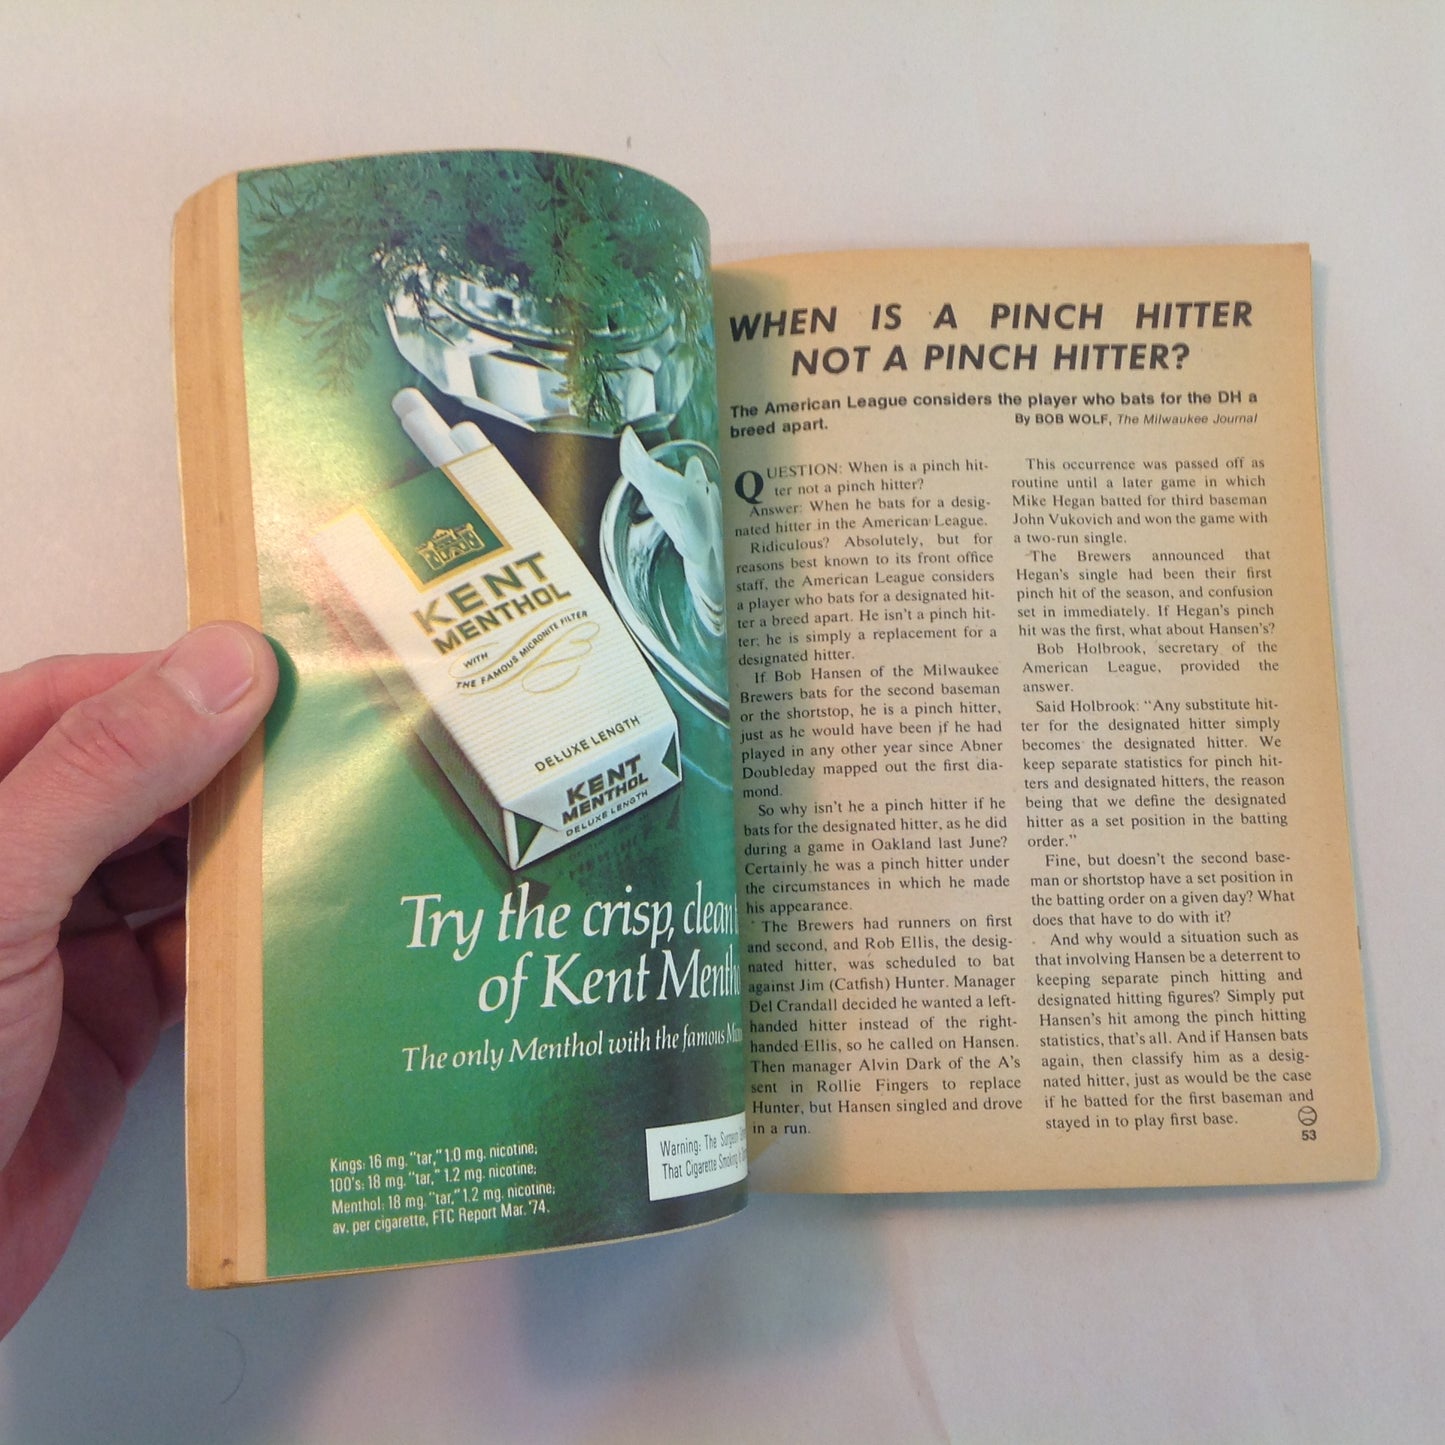 KENT
MENTHOL
WITH
THE FAMOUS MICRONITE FILTER
DELUXE LENGTH
KENT
MENTHOL
DELUXE LENGTH
Try the crisp, clean
of Kent Mentho
The only Menthol with the famous
Kings: 16 mg. "tar," 1.0 mg. nicotine;
100's: 18 mg. "tar," 1.2 mg. nicotine;
Menthol: 18 mg. "tar," 1.2 mg. nicotine;
av. per cigarette, FTC Report Mar. '74.
Warning: The Surgeon
That Cigarette Smoking
WHEN IS A PINCH HITTER
NOT A PINCH HITTER?
The American League considers the player who bats for the DH a
breed apart.
By BOB WOLF, The Milwaukee Journal
QUESTION: When is a pinch hit-
ter not a pinch hitter?
Answer: When he bats for a desig-
nated hitter in the American League.
Ridiculous? Absolutely, but for
reasons best known to its front office
staff, the American League considers
a player who bats for a designated hit-
ter a breed apart. He isn't a pinch hit-
ter; he is simply a replacement for a
designated hitter.
If Bob Hansen of the Milwaukee
Brewers bats for the second baseman
or the shortstop, he is a pinch hitter,
just as he would have been if he had
played in any other year since Abner
Doubleday mapped out the first dia-
mond.
So why isn't he a pinch hitter if he
bats for the designated hitter, as he did
during a game in Oakland last June?
Certainly he was a pinch hitter under
the circumstances in which he made
his appearance.
The Brewers had runners on first
and second, and Rob Ellis, the desig-
nated hitter, was scheduled to bat
against Jim (Catfish) Hunter. Manager
Del Crandall decided he wanted a left-
handed hitter instead of the right-
handed Ellis, so he called on Hansen.
Then manager Alvin Dark of the A's
sent in Rollie Fingers to replace
Hunter, but Hansen singled and drove
in a run.
This occurrence was passed off as
routine until a later game in which
Mike Hegan batted for third baseman
John Vukovich and won the game with
a two-run single.
The Brewers announced that
Hegan's single had been their first
pinch hit of the season, and confusion
set in immediately. If Hegan's pinch
hit was the first, what about Hansen's?
Bob Holbrook, secretary of the
American League, provided the
answer.
Said Holbrook: "Any substitute hit-
ter for the designated hitter simply
becomes the designated hitter. We
keep separate statistics for pinch hit-
ters and designated hitters, the reason
being that we define the designated
hitter as a set position in the batting
order."
Fine, but doesn't the second base-
man or shortstop have a set position in
the batting order on a given day? What
does that have to do with it?
And why would a situation such as
that involving Hansen be a deterrent to
keeping separate pinch hitting and
designated hitting figures? Simply put
Hansen's hit among the pinch hitting
statistics, that's all. And if Hansen bats
again, then classify him as a desig-
nated hitter, just as would be the case
if he batted for the first baseman and
stayed in to play first base.
53